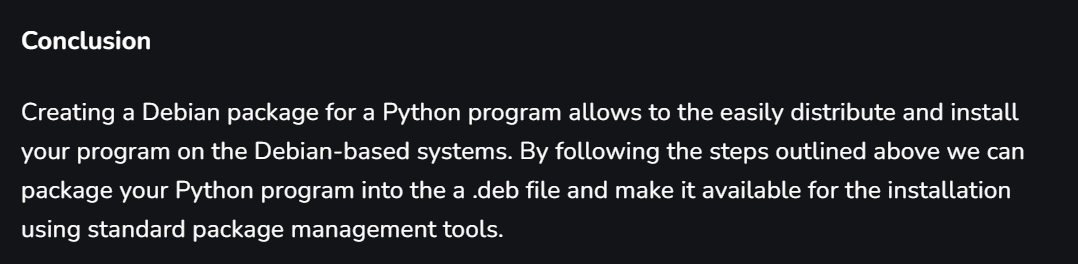 Conclusion
Creating a Debian package for a Python program allows to the easily distribute and install
your program on the Debian-based systems. By following the steps outlined above we can
package your Python program into the a .deb file and make it available for the installation
using standard package management tools.